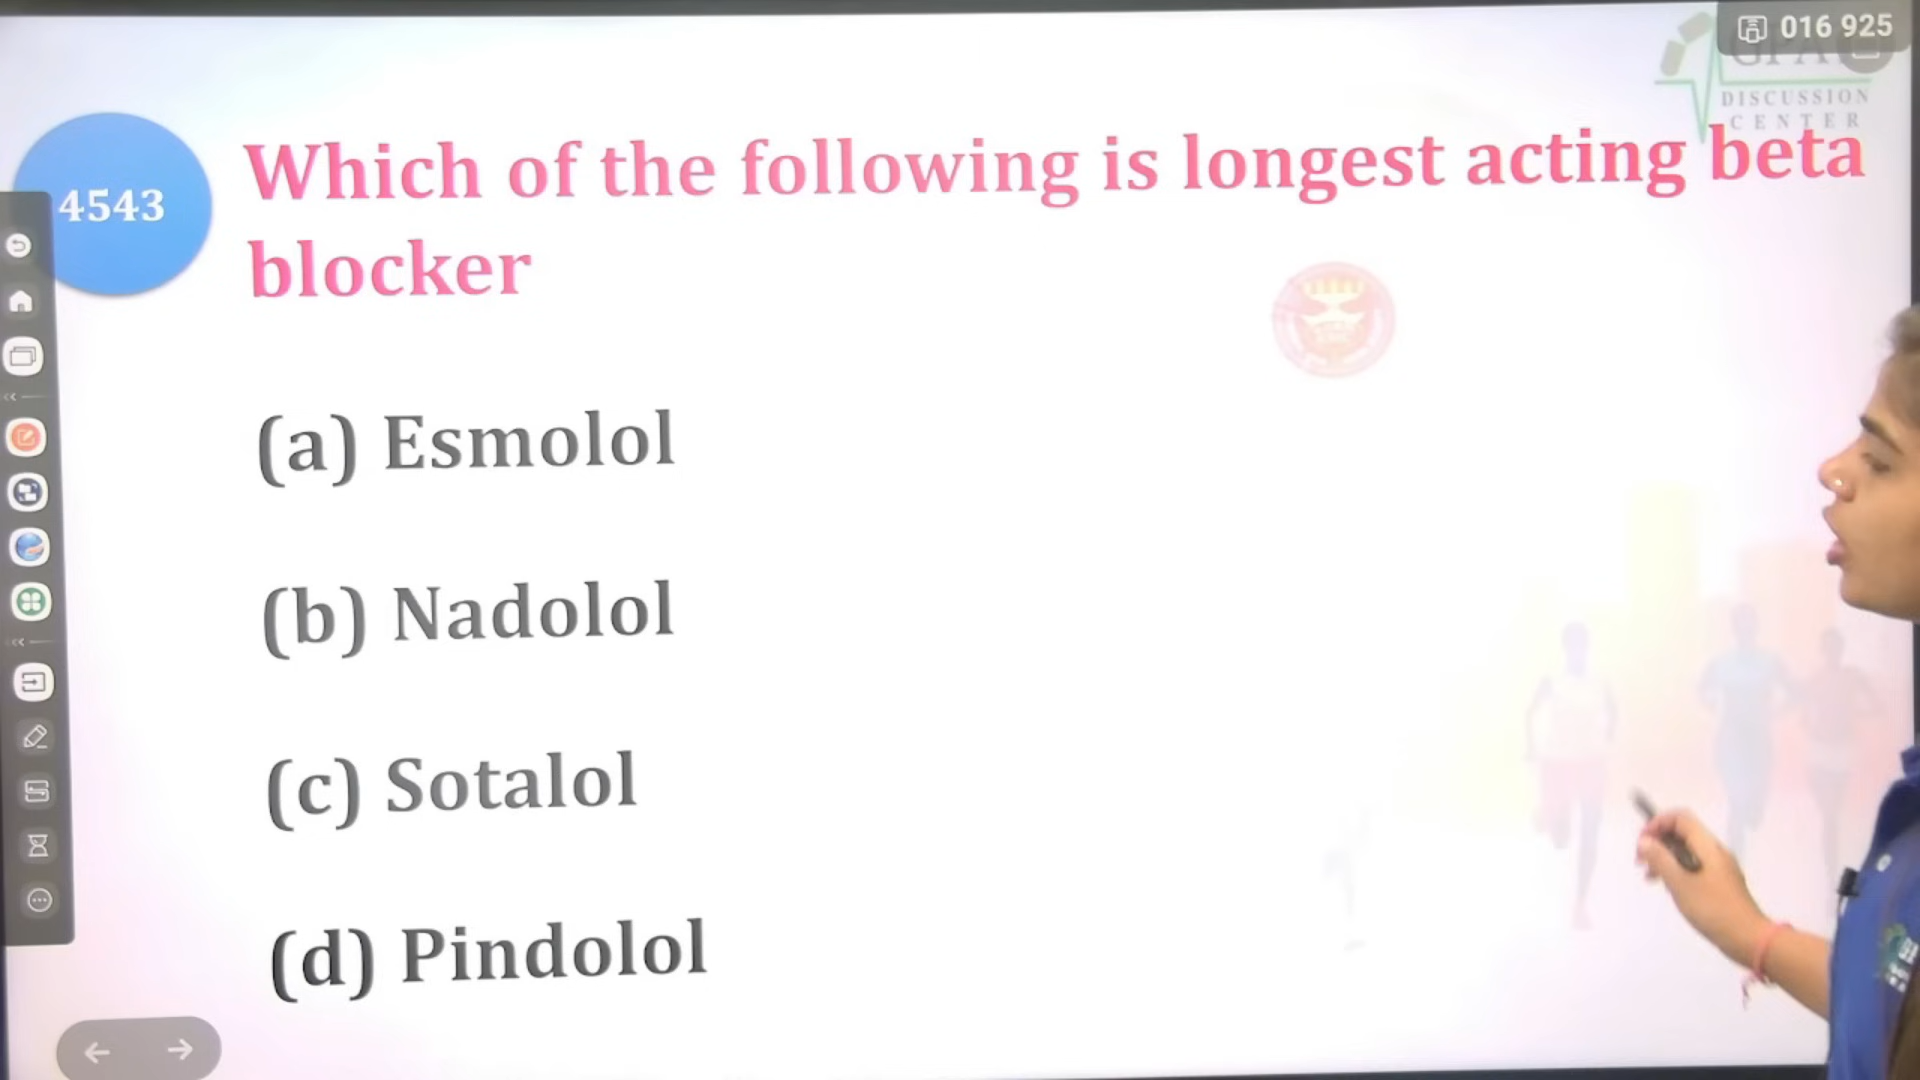 016 925
DISCUSSION
CENTER
4543
Which of the following is longest acting beta
blocker
(a) Esmolol
(b) Nadolol
(c) Sotalol
(d) Pindolol